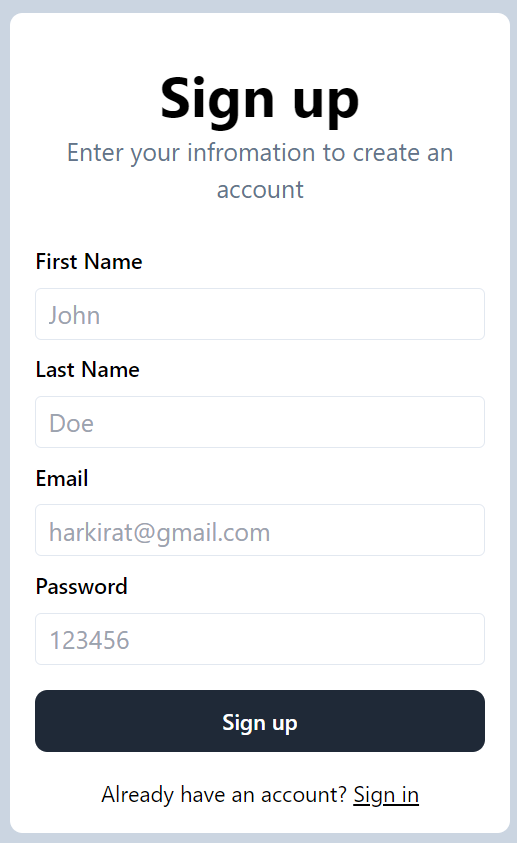 Sign up
Enter your infromation to create an
account
First Name
John
Last Name
Doe
Email
harkirat@gmail.com
Password
123456
Sign up
Already have an account? Sign in